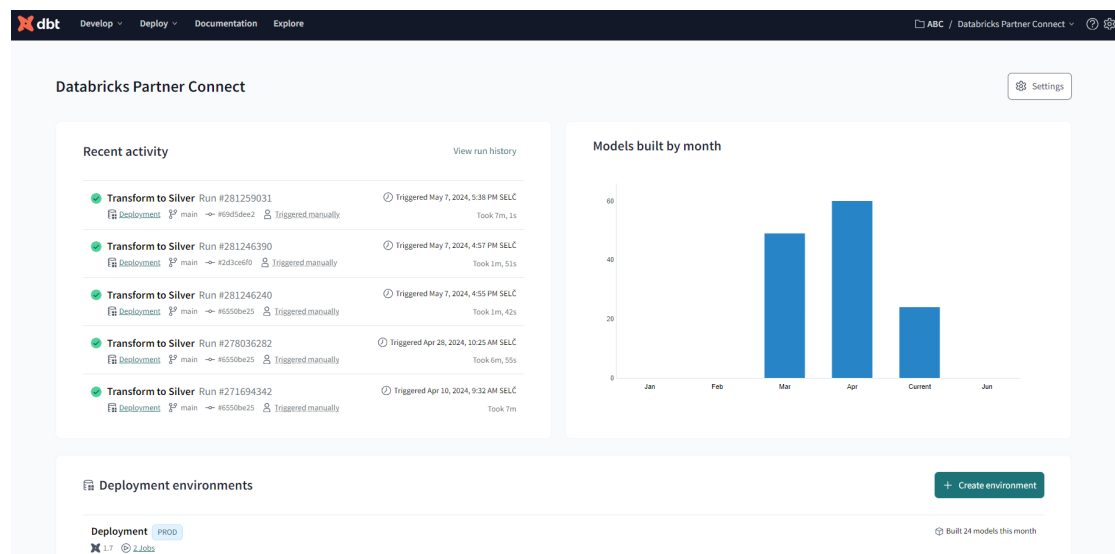 dbt Develop Deploy Documentation Explore ABC / Databricks Partner Connect
Databricks Partner Connect
Settings
Recent activity View run history
Transform to Silver Run #281259031 Triggered May 7, 2024, 5:38 PM SELČ
Deployment main #69d5dee2 Triggered manually Took 7m, 1s
Transform to Silver Run #281246390 Triggered May 7, 2024, 4:57 PM SELČ
Deployment main #2d3ce6f0 Triggered manually Took 1m, 51s
Transform to Silver Run #281246240 Triggered May 7, 2024, 4:55 PM SELČ
Deployment main #6550be25 Triggered manually Took 1m, 42s
Transform to Silver Run #278036282 Triggered Apr 28, 2024, 10:25 AM SELČ
Deployment main #6550be25 Triggered manually Took 6m, 55s
Transform to Silver Run #271694342 Triggered Apr 10, 2024, 9:32 AM SELČ
Deployment main #6550be25 Triggered manually Took 7m
Models built by month
60
40
20
0
Jan Feb Mar Apr Current Jun
Deployment environments
+ Create environment
Deployment PROD Built 24 models this month
1.7 2 Jobs